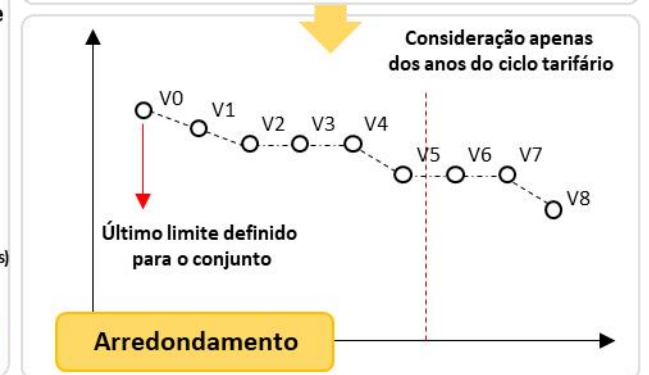 e
Consideração apenas
dos anos do ciclo tarifário
V0
V1
V2
V3
V4
V5
V6
V7
V8
Último limite definido
para o conjunto
s)
Arredondamento